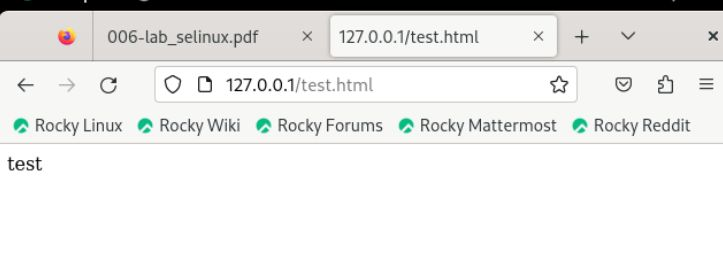 006-lab_selinux.pdf
127.0.0.1/test.html
127.0.0.1/test.html
Rocky Linux Rocky Wiki Rocky Forums Rocky Mattermost Rocky Reddit
test